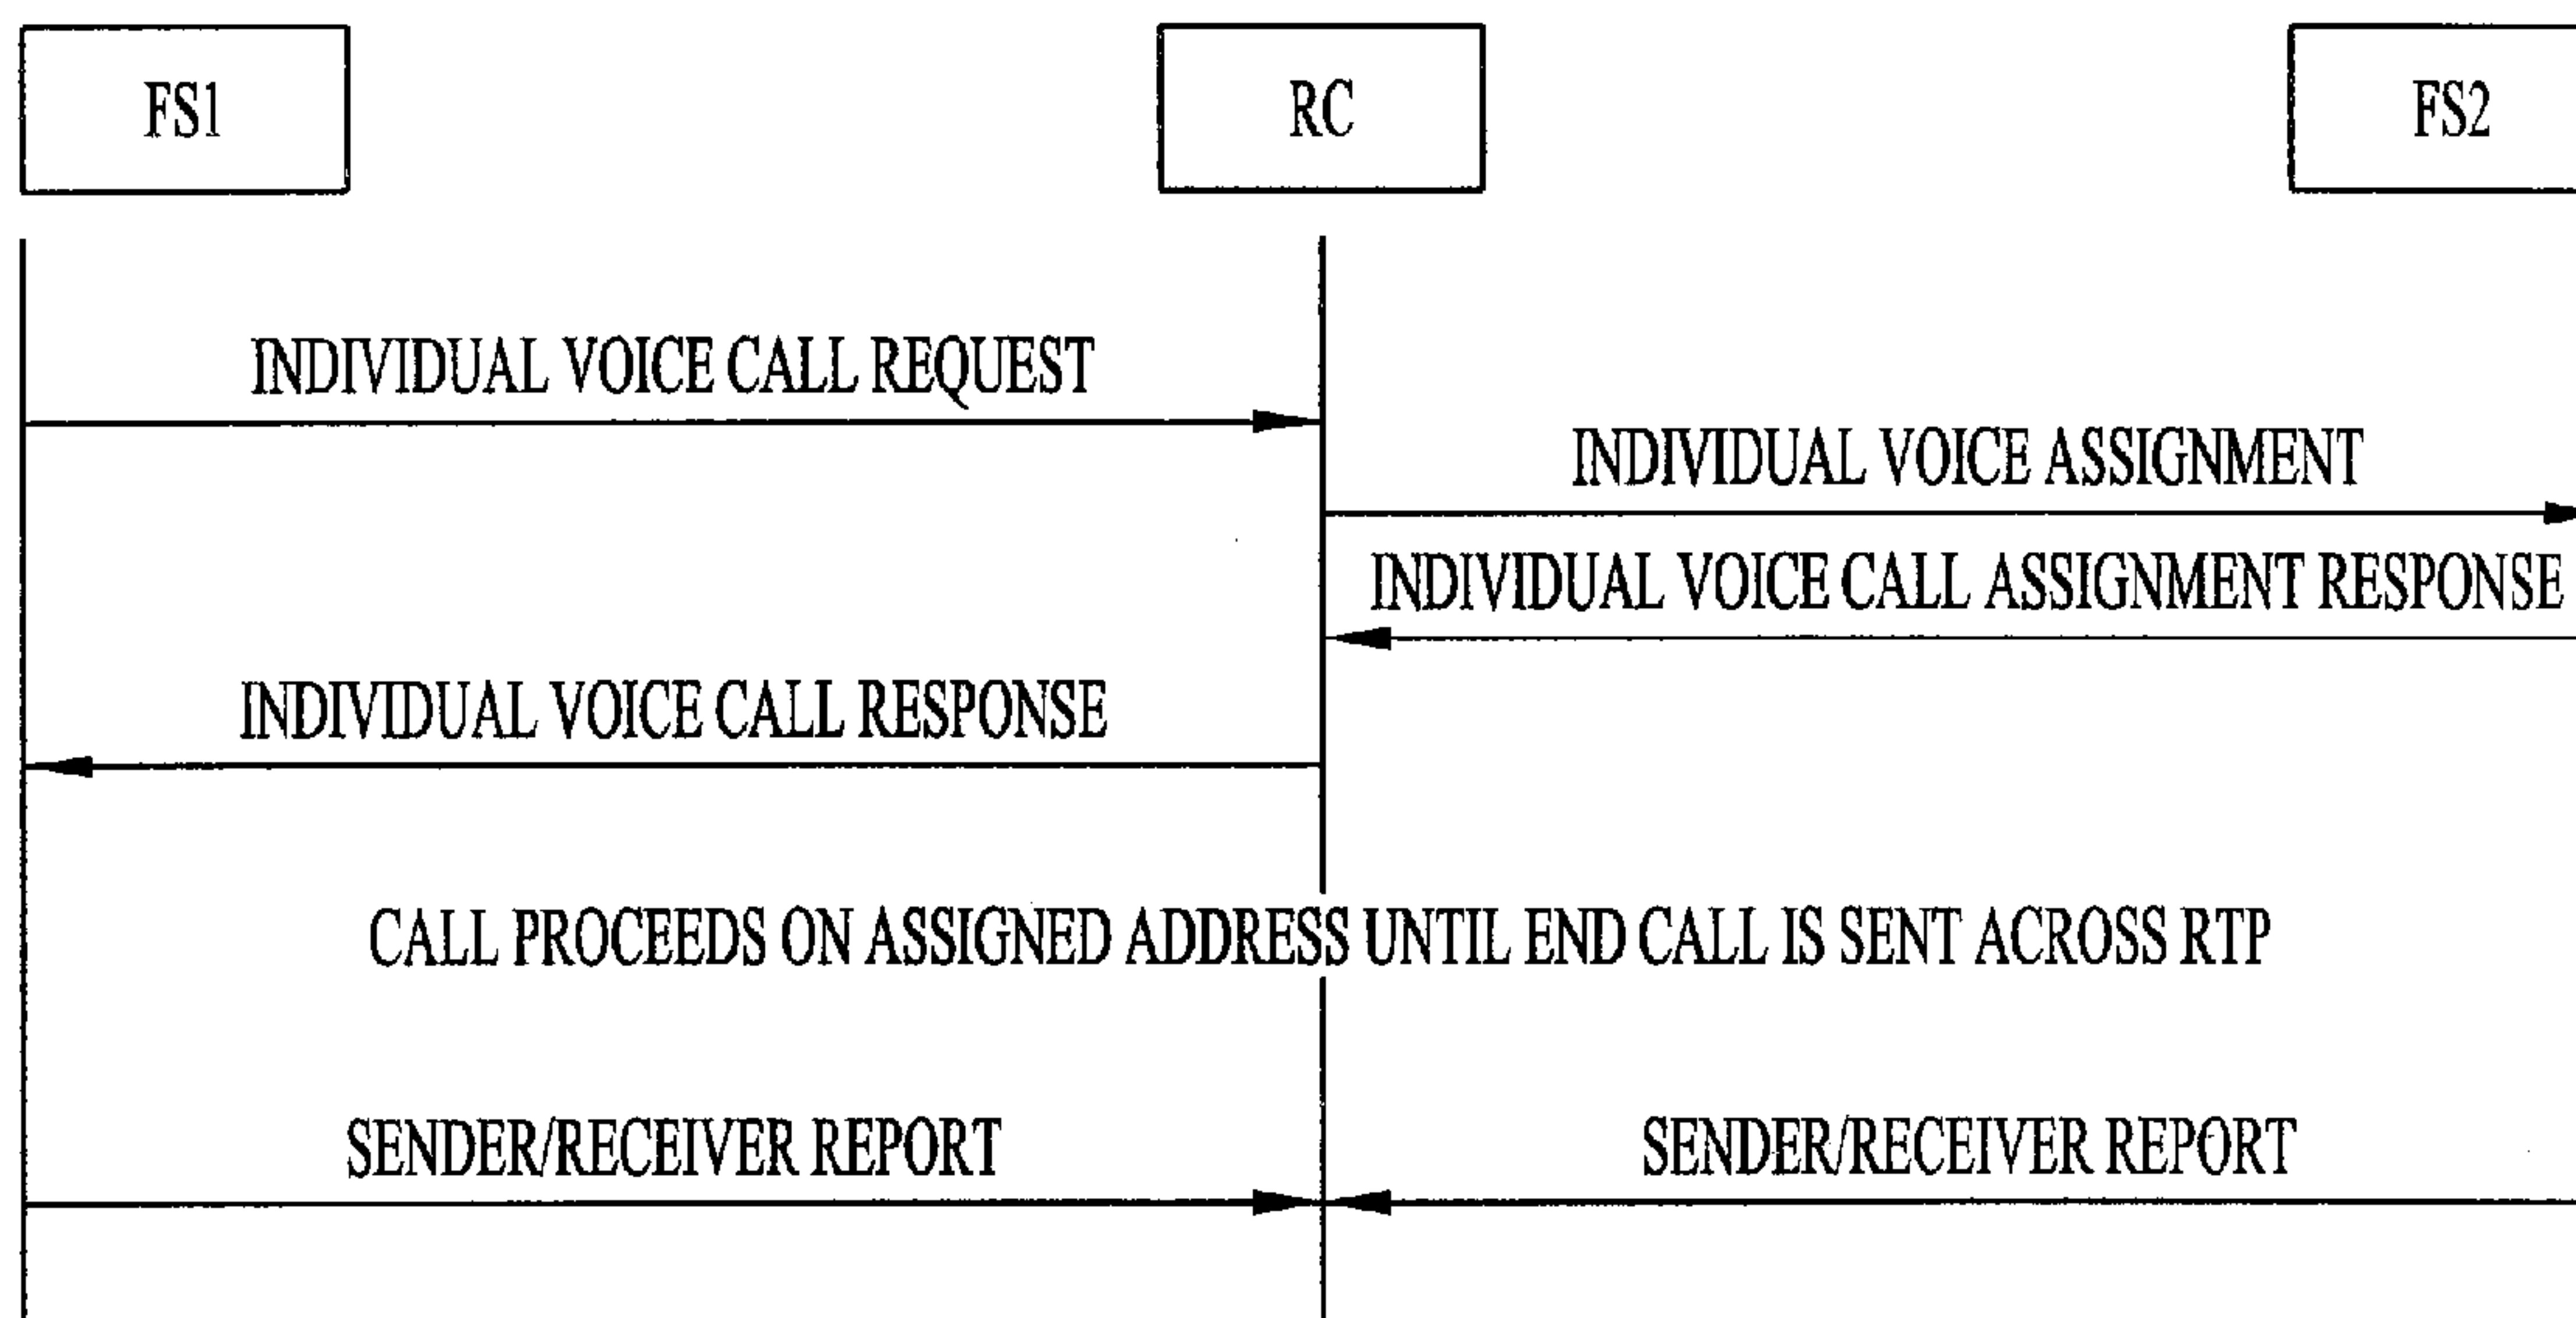 FS1
RC
FS2
INDIVIDUAL VOICE CALL REQUEST
INDIVIDUAL VOICE ASSIGNMENT
INDIVIDUAL VOICE CALL ASSIGNMENT RESPONSE
INDIVIDUAL VOICE CALL RESPONSE
CALL PROCEEDS ON ASSIGNED ADDRESS UNTIL END CALL IS SENT ACROSS RTP
SENDER/RECEIVER REPORT
SENDER/RECEIVER REPORT